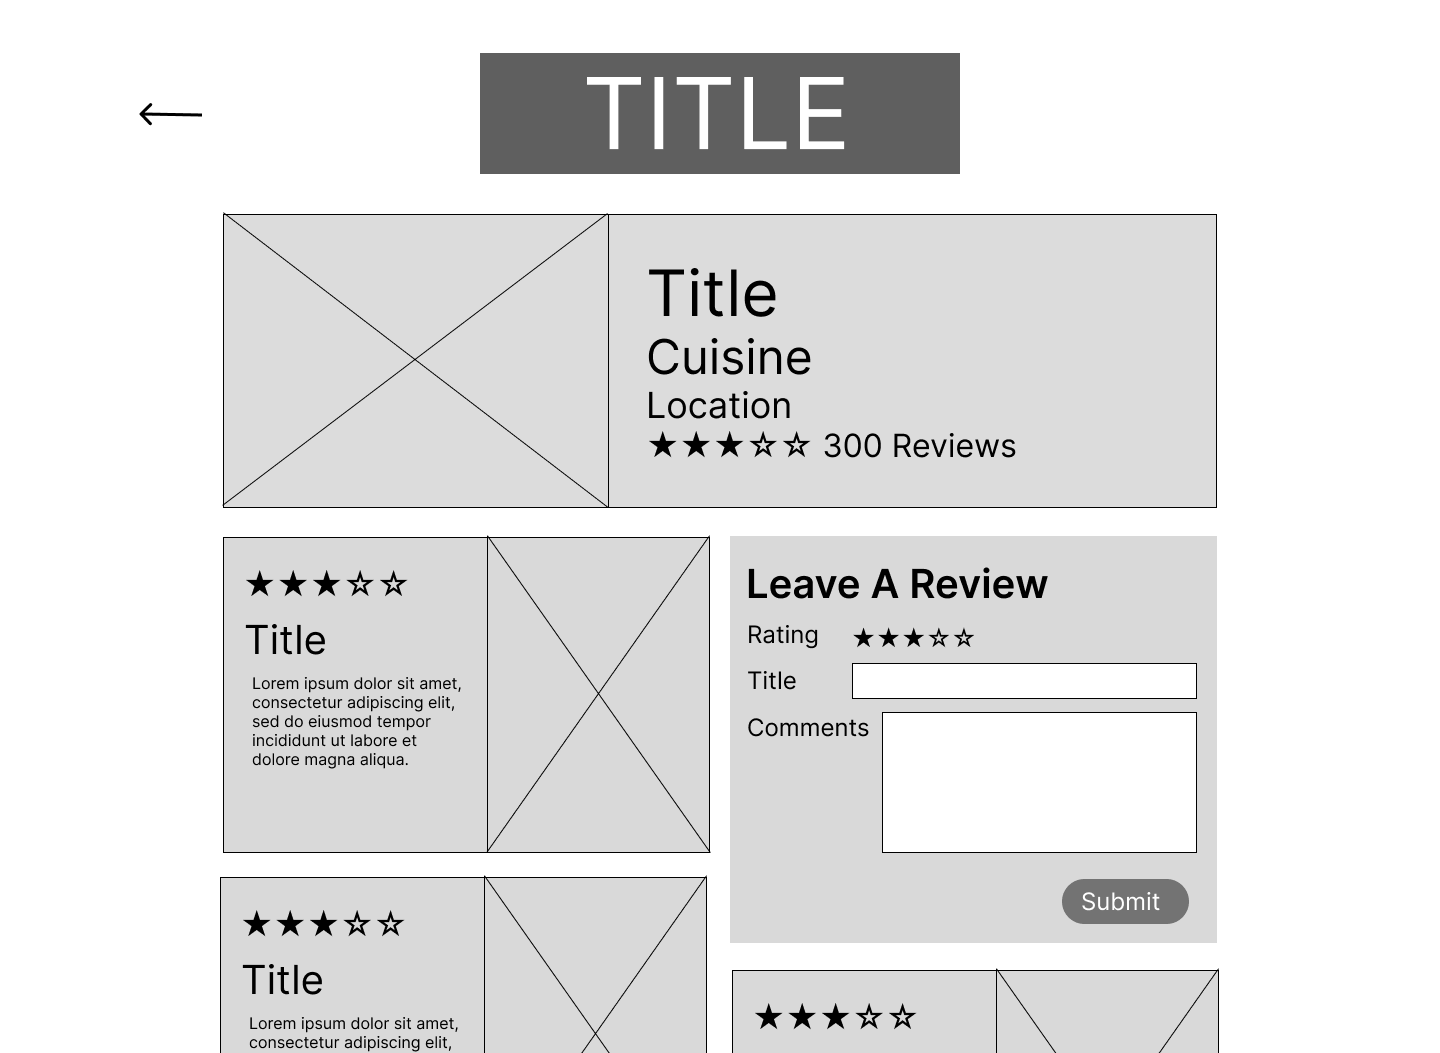 TITLE
Title
Cuisine
Location
★★★☆☆ 300 Reviews
★★★☆☆
Title
Lorem ipsum dolor sit amet,
consectetur adipiscing elit,
sed do eiusmod tempor
incididunt ut labore et
dolore magna aliqua.
Leave A Review
Rating ★★★☆☆
Title
Comments
Submit
★★★☆☆
Title
Lorem ipsum dolor sit amet,
consectetur adipiscing elit,
★★★☆☆